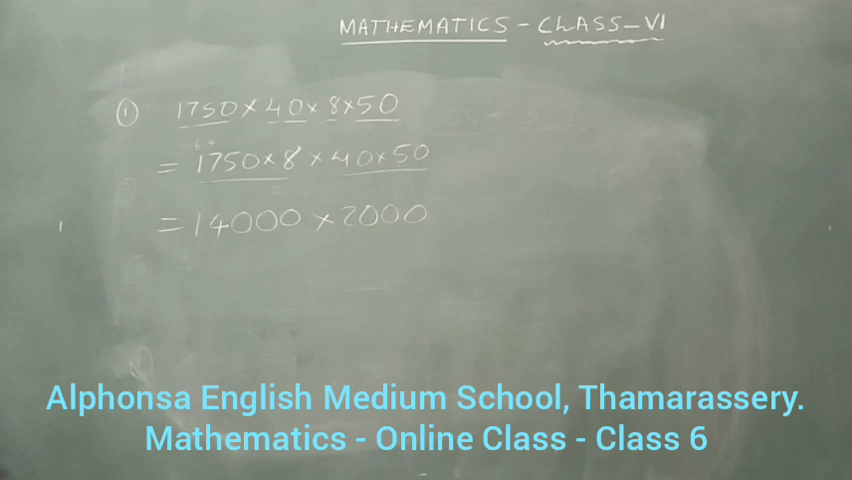 MATHEMATICS - CLASS-VI
① 1750 × 40 × 8 × 50
= 1750 × 8 × 40 × 50
= 14000 × 2000
Alphonsa English Medium School, Thamarassery.
Mathematics - Online Class - Class 6